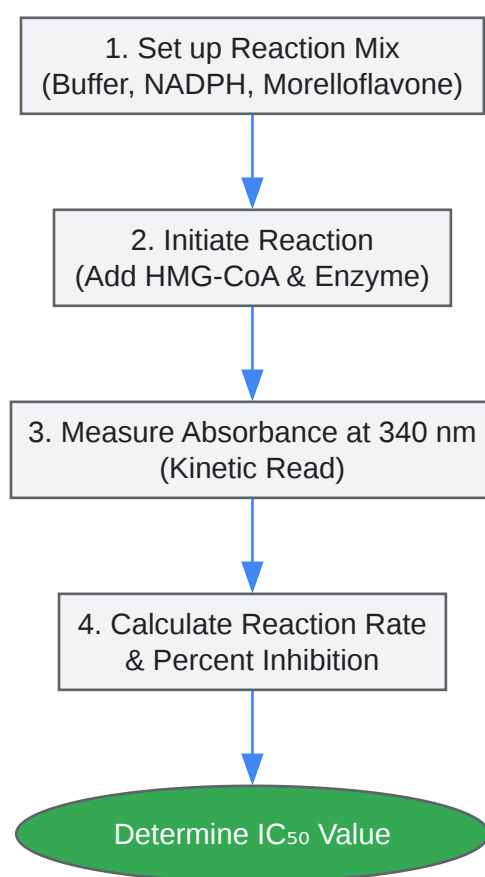 1. Set up Reaction Mix
(Buffer, NADPH, Morelloflavone)
2. Initiate Reaction
(Add HMG-CoA & Enzyme)
3. Measure Absorbance at 340 nm
(Kinetic Read)
4. Calculate Reaction Rate
& Percent Inhibition
Determine IC₅₀ Value